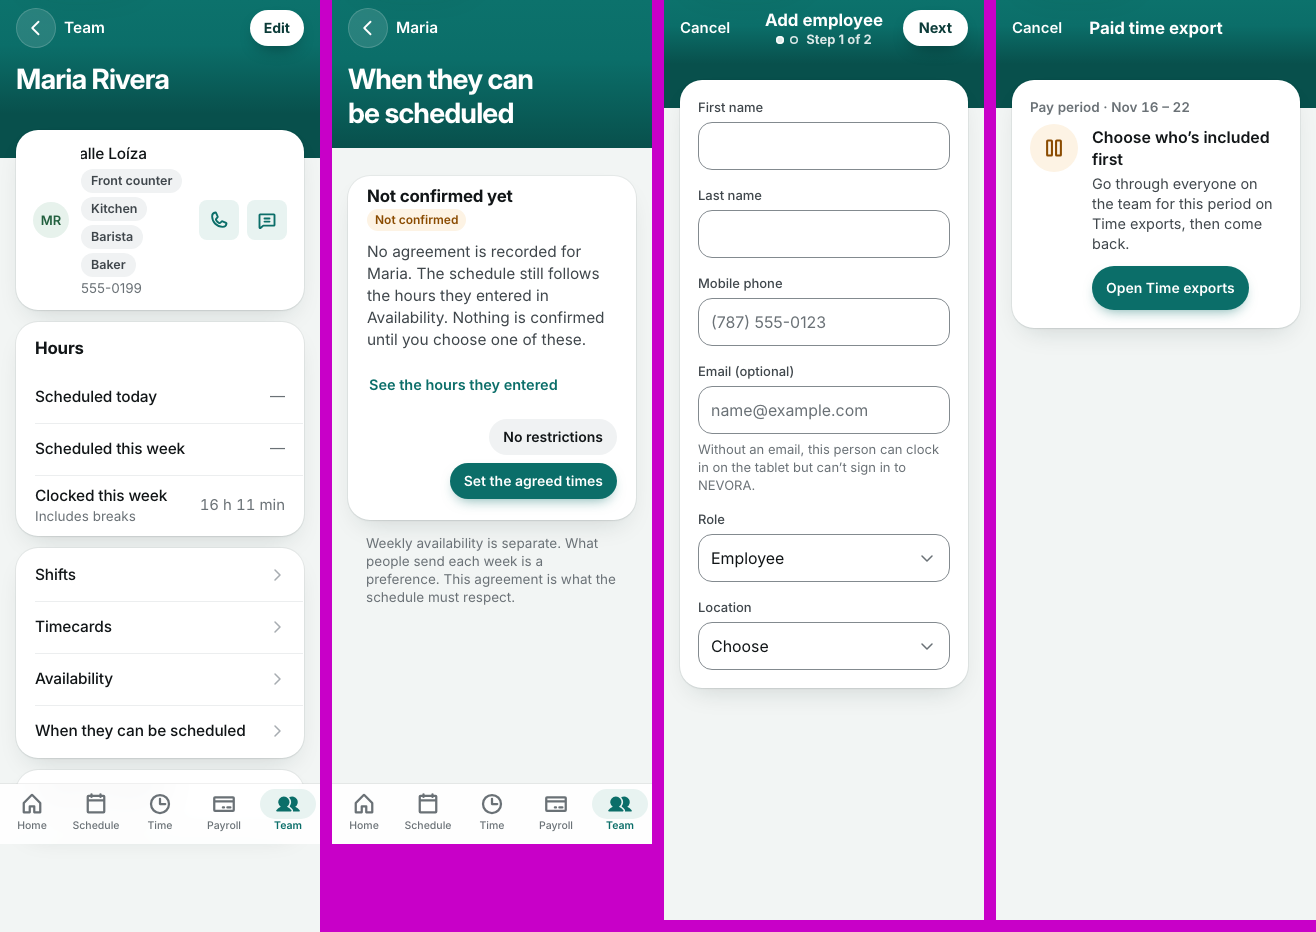 Team
Edit
Maria Rivera
alle Loíza
Front counter
Kitchen
MR
Barista
Baker
555-0199
Hours
Scheduled today
—
Scheduled this week
—
Clocked this week
Includes breaks
16 h 11 min
Shifts
Timecards
Availability
When they can be scheduled
Home
Schedule
Time
Payroll
Team
Maria
When they can
be scheduled
Not confirmed yet
Not confirmed
No agreement is recorded for
Maria. The schedule still follows
the hours they entered in
Availability. Nothing is confirmed
until you choose one of these.
See the hours they entered
No restrictions
Set the agreed times
Weekly availability is separate. What
people send each week is a
preference. This agreement is what the
schedule must respect.
Home
Schedule
Time
Payroll
Team
Cancel
Add employee
Step 1 of 2
Next
First name
Last name
Mobile phone
(787) 555-0123
Email (optional)
name@example.com
Without an email, this person can clock
in on the tablet but can’t sign in to
NEVORA.
Role
Employee
Location
Choose
Cancel
Paid time export
Pay period · Nov 16 – 22
Choose who’s included
first
Go through everyone on
the team for this period on
Time exports, then come
back.
Open Time exports